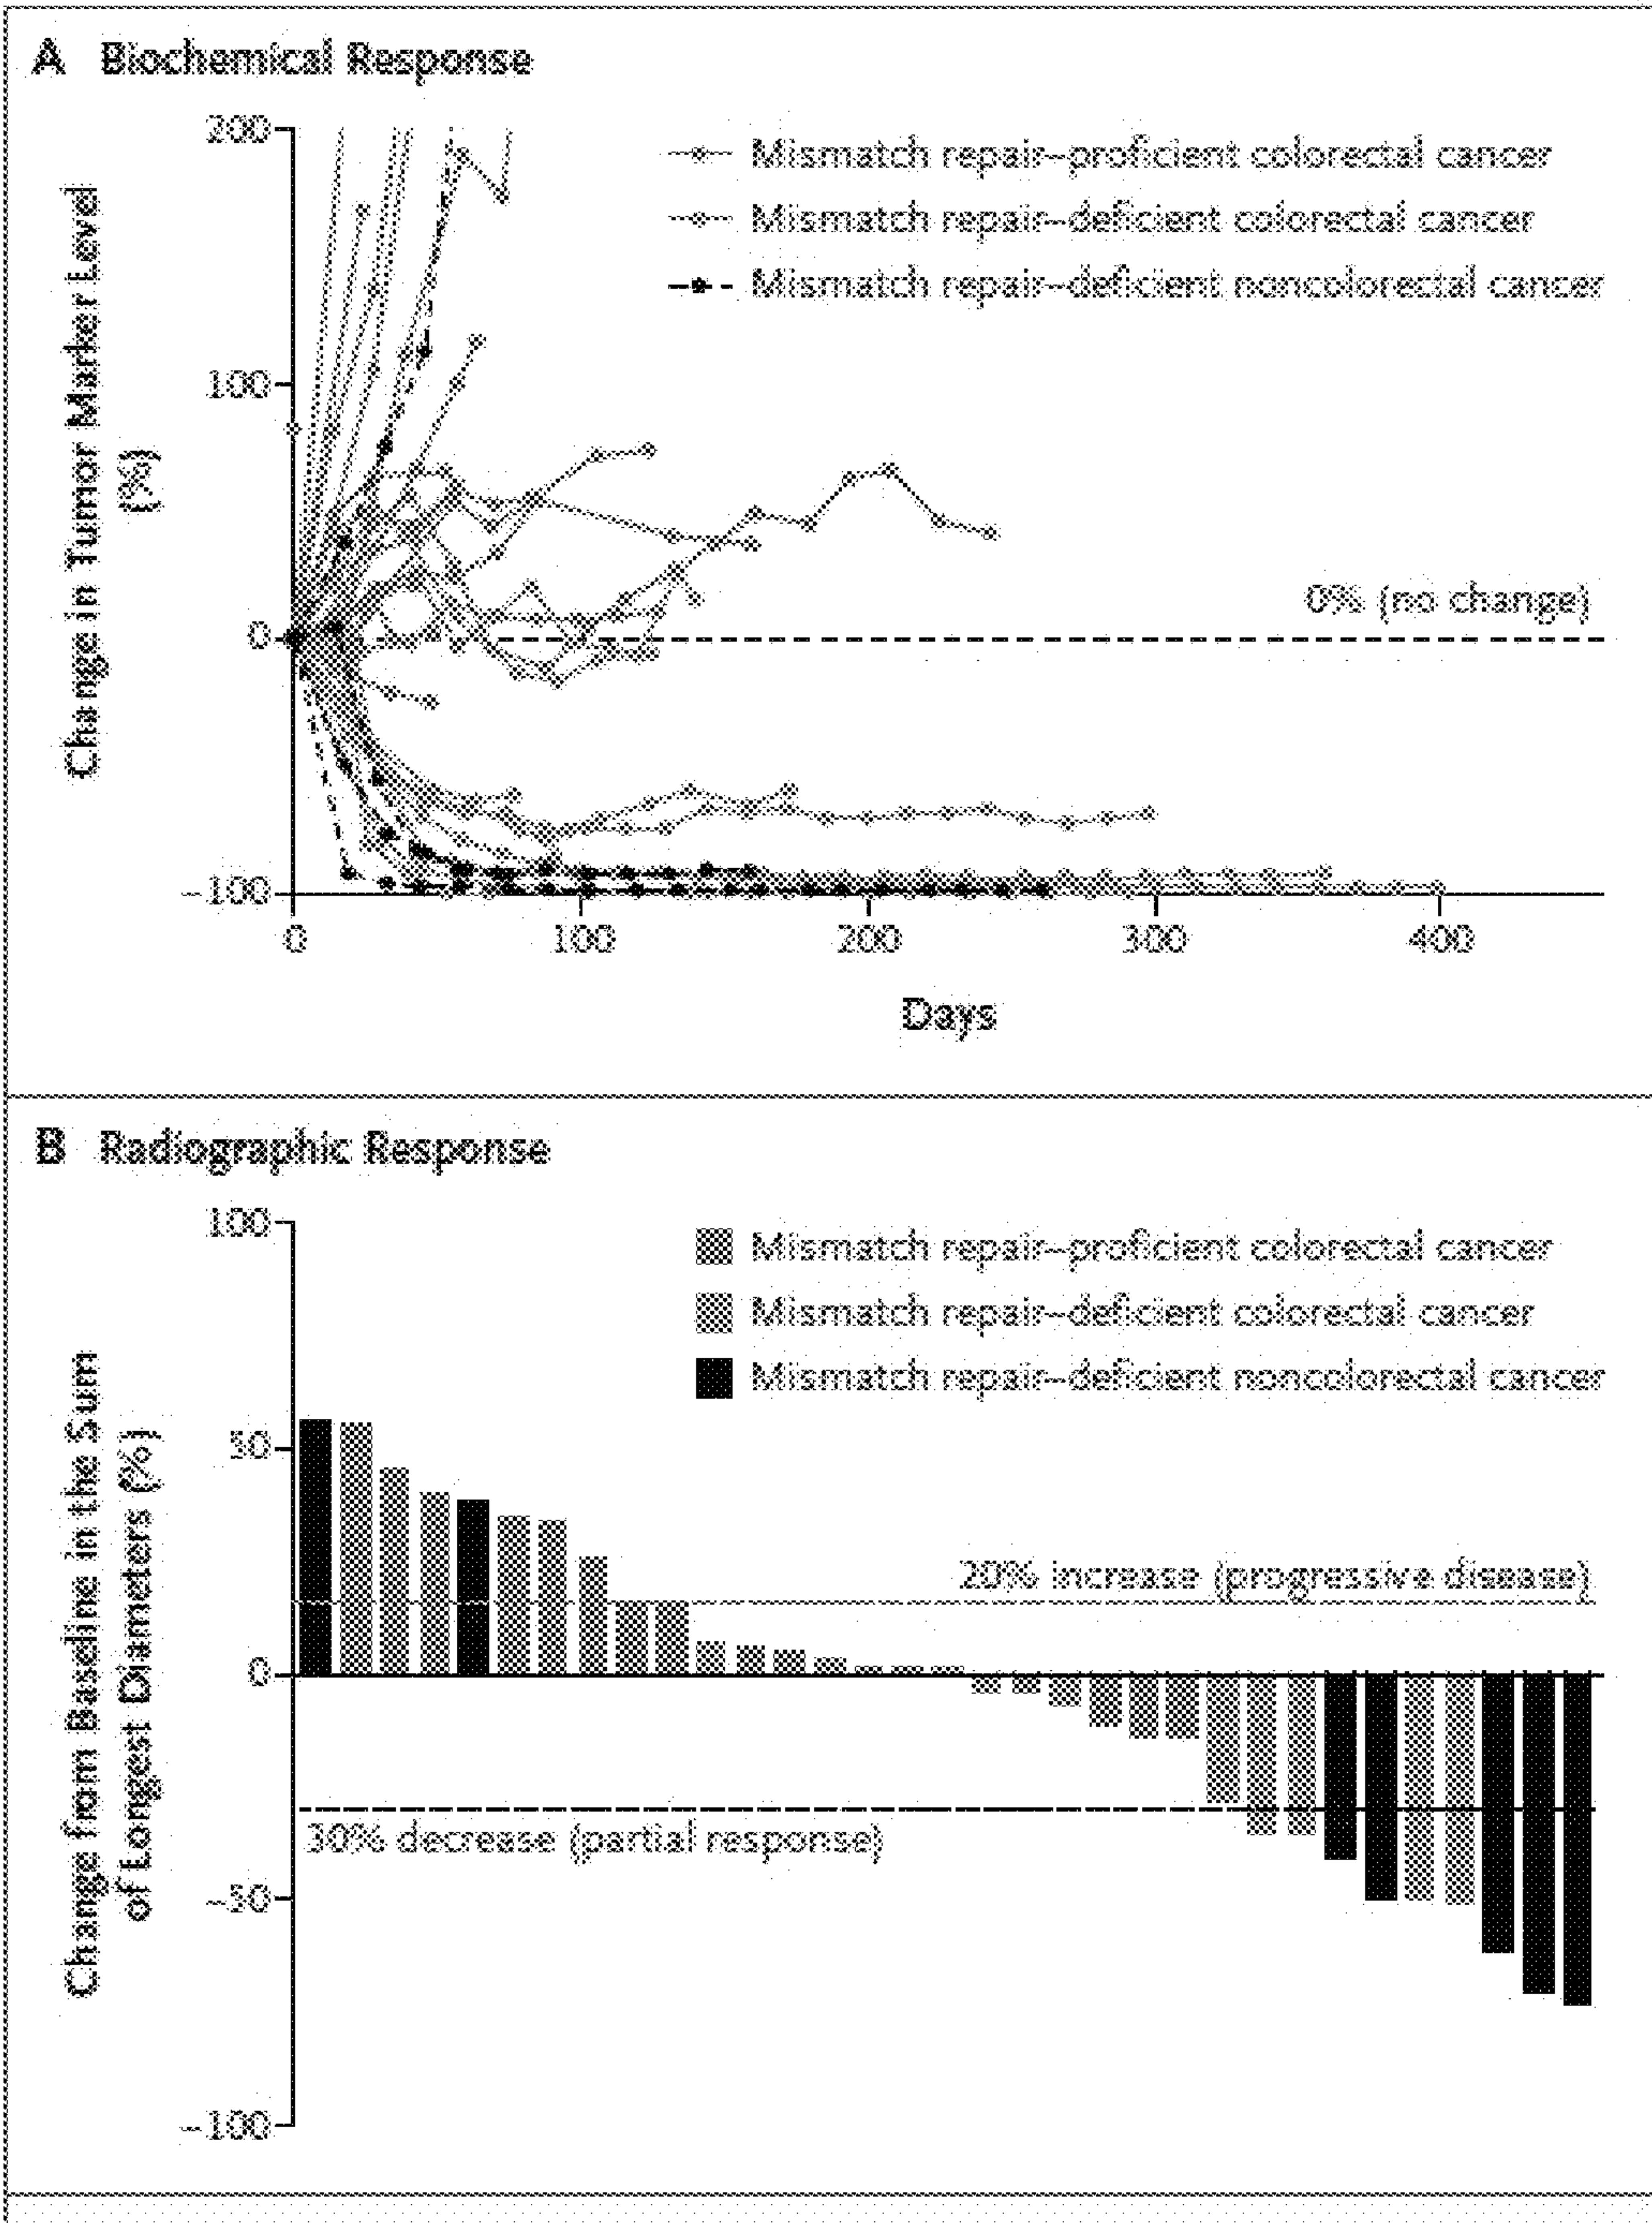 A Biochemical Response
200
100
0
−100
Change in Tumor Marker Level
(%)
Mismatch repair–proficient colorectal cancer
Mismatch repair–deficient colorectal cancer
Mismatch repair–deficient noncolorectal cancer
0% (no change)
0 100 200 300 400
Days
B Radiographic Response
100
50
0
−50
−100
Change from Baseline in the Sum
of Longest Diameters (%)
Mismatch repair–proficient colorectal cancer
Mismatch repair–deficient colorectal cancer
Mismatch repair–deficient noncolorectal cancer
20% increase (progressive disease)
30% decrease (partial response)